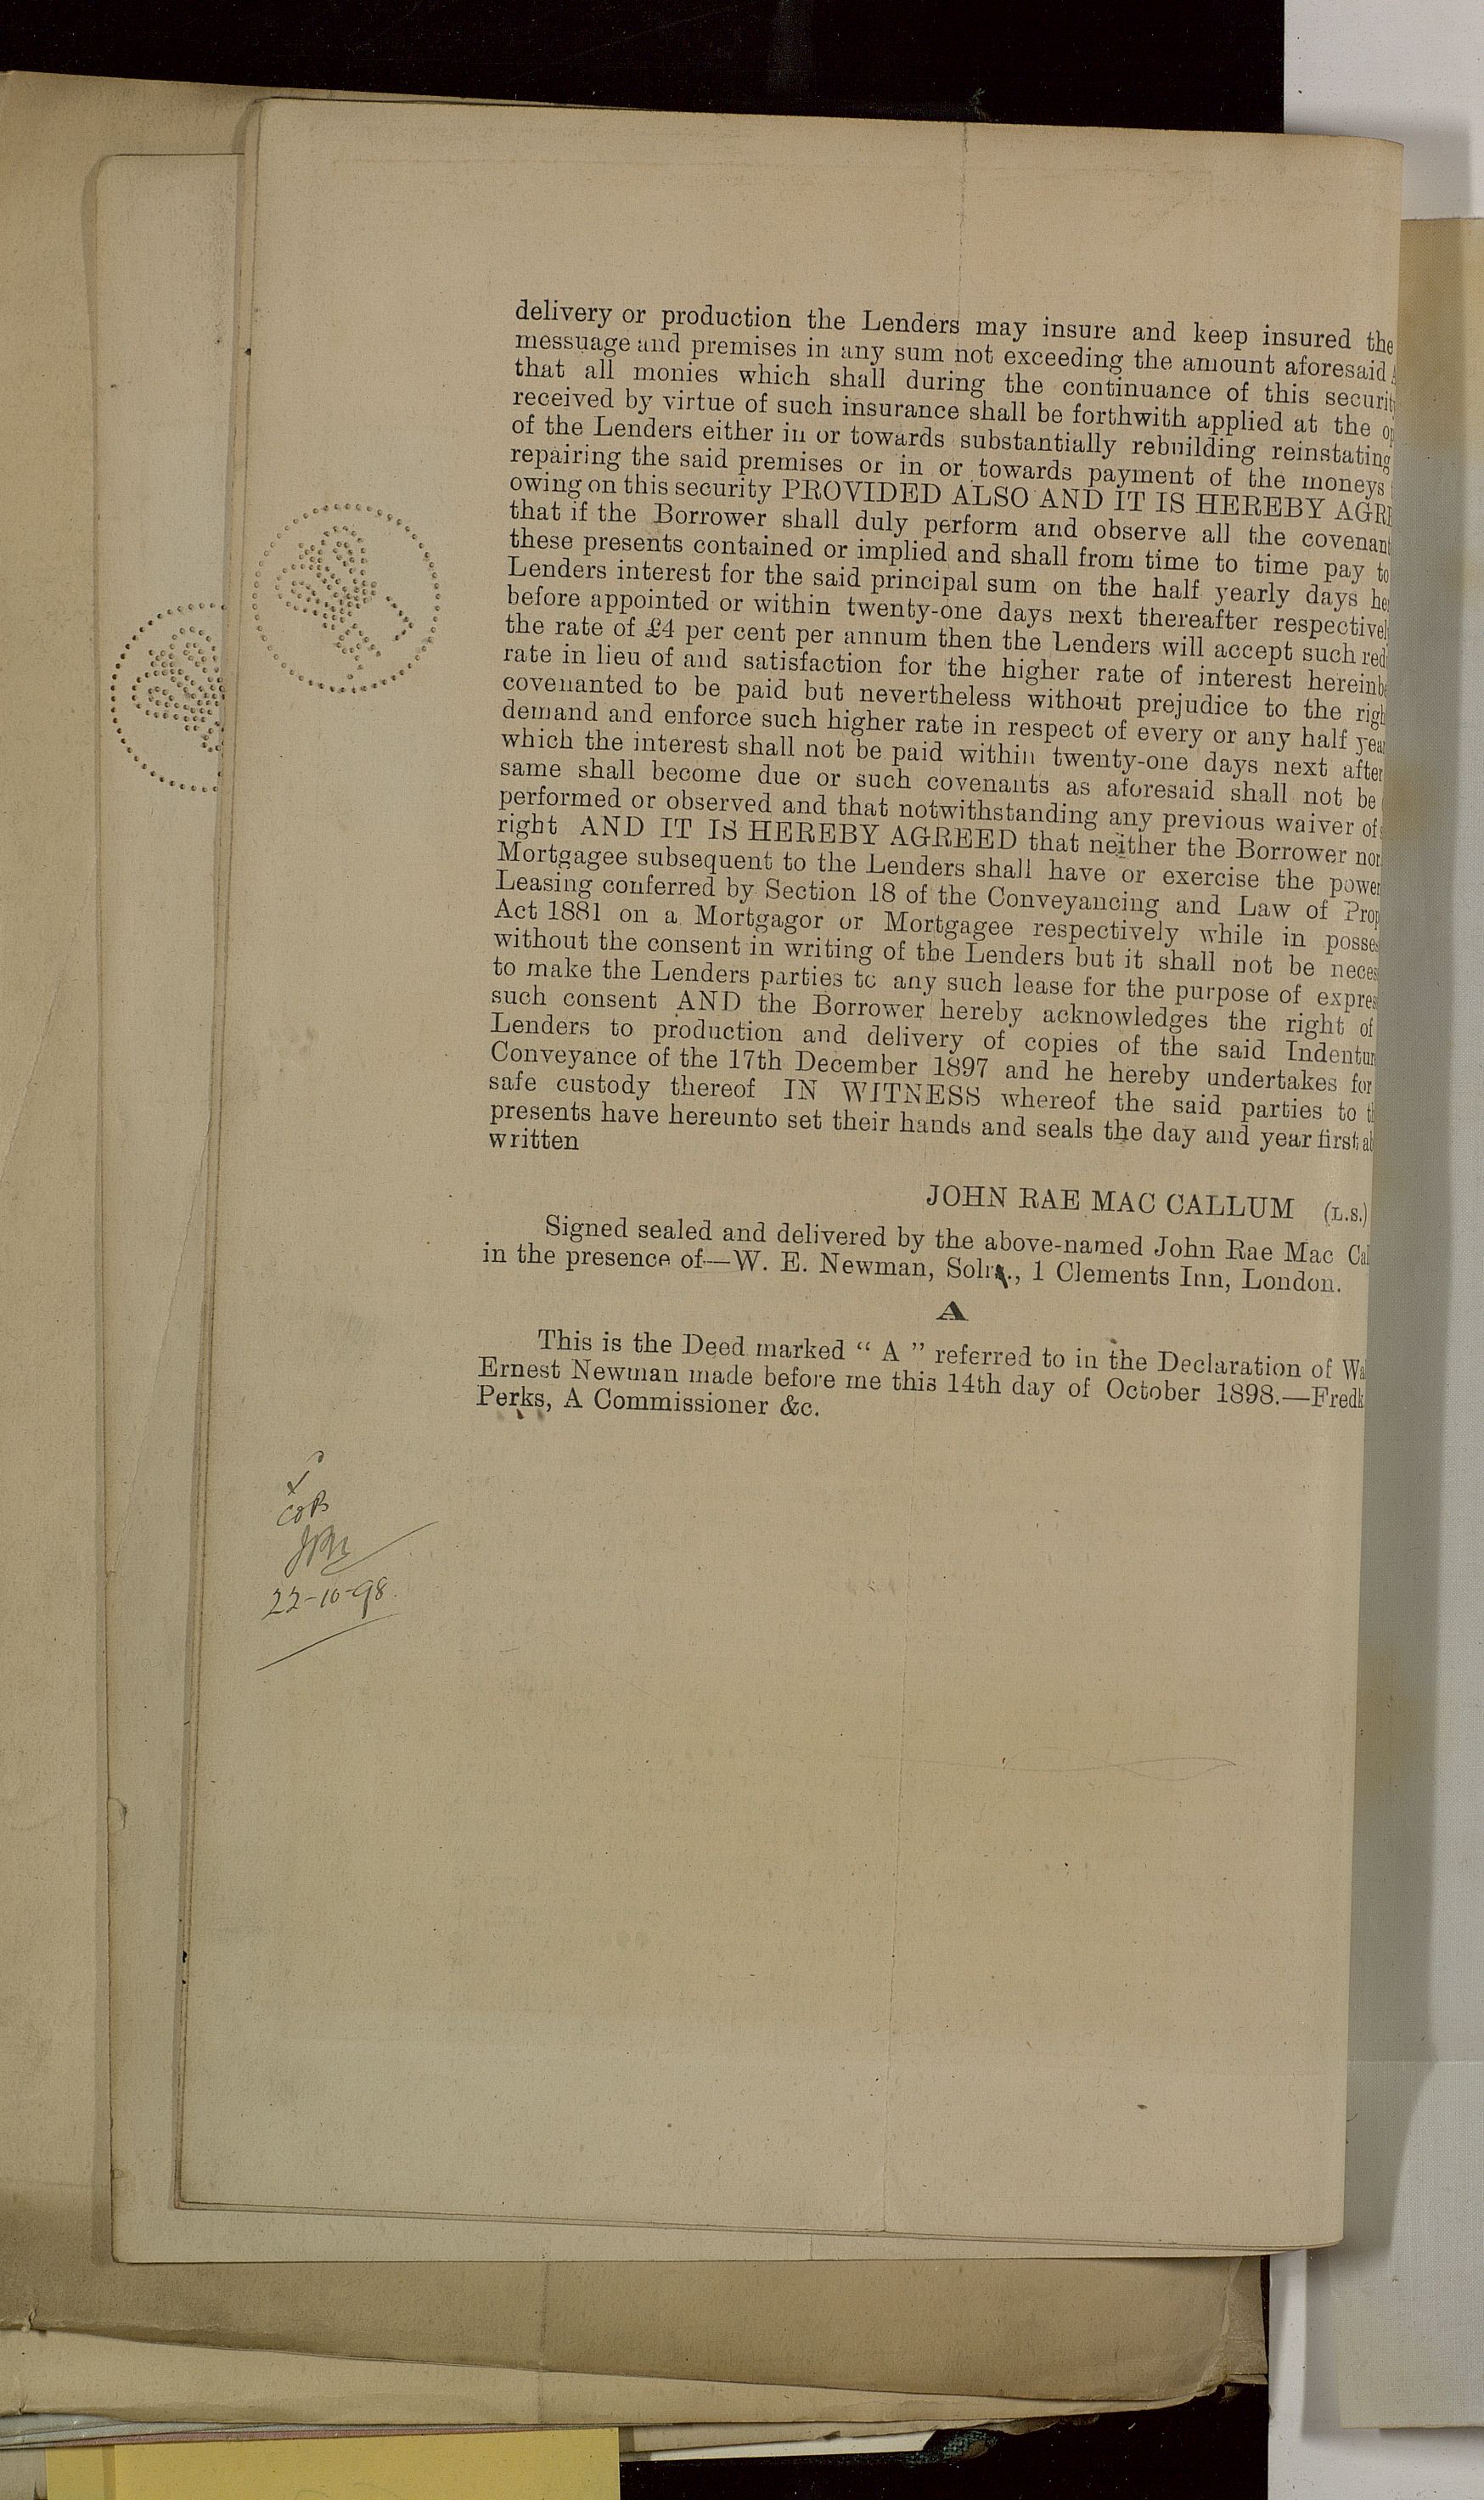 delivery or production the Lenders may insure and keep insured the
messuage and premises in any sum not exceeding the amount aforesaid
that all monies which shall during the continuance of this securit
received by virtue of such insurance shall be forthwith applied at the op
of the Lenders either in or towards substantially rebuilding reinstating
repairing the said premises or in or towards payment of the moneys
owing on this security PROVIDED ALSO AND IT IS HEREBY AGRE
that if the Borrower shall duly perform and observe all the covenant
these presents contained or implied and shall from time to time pay to
Lenders interest for the said principal sum on the half yearly days he
before appointed or within twenty-one days next thereafter respectivel
the rate of £4 per cent per annum then the Lenders will accept such red
rate in lieu of and satisfaction for the higher rate of interest hereinb
covenanted to be paid but nevertheless without prejudice to the righ
demand and enforce such higher rate in respect of every or any half yea
which the interest shall not be paid within twenty-one days next after
same shall become due or such covenants as aforesaid shall not be
performed or observed and that notwithstanding any previous waiver of
right AND IT IS HEREBY AGREED that neither the Borrower nor
Mortgagee subsequent to the Lenders shall have or exercise the power
Leasing conferred by Section 18 of the Conveyancing and Law of Prop
Act 1881 on a Mortgagor or Mortgagee respectively while in posse
without the consent in writing of the Lenders but it shall not be neces
to make the Lenders parties to any such lease for the purpose of expres
such consent AND the Borrower hereby acknowledges the right of
Lenders to production and delivery of copies of the said Indentur
Conveyance of the 17th December 1897 and he hereby undertakes for
safe custody thereof IN WITNESS whereof the said parties to t
presents have hereunto set their hands and seals the day and year first a
written
JOHN RAE MAC CALLUM (L.S.)
Signed sealed and delivered by the above-named John Rae Mac Cal
in the presence of—W. E. Newman, Solr., 1 Clements Inn, London.
A
This is the Deed marked “ A ” referred to in the Declaration of Wa
Ernest Newman made before me this 14th day of October 1898.—Fredk
Perks, A Commissioner &c.
22-10-98.